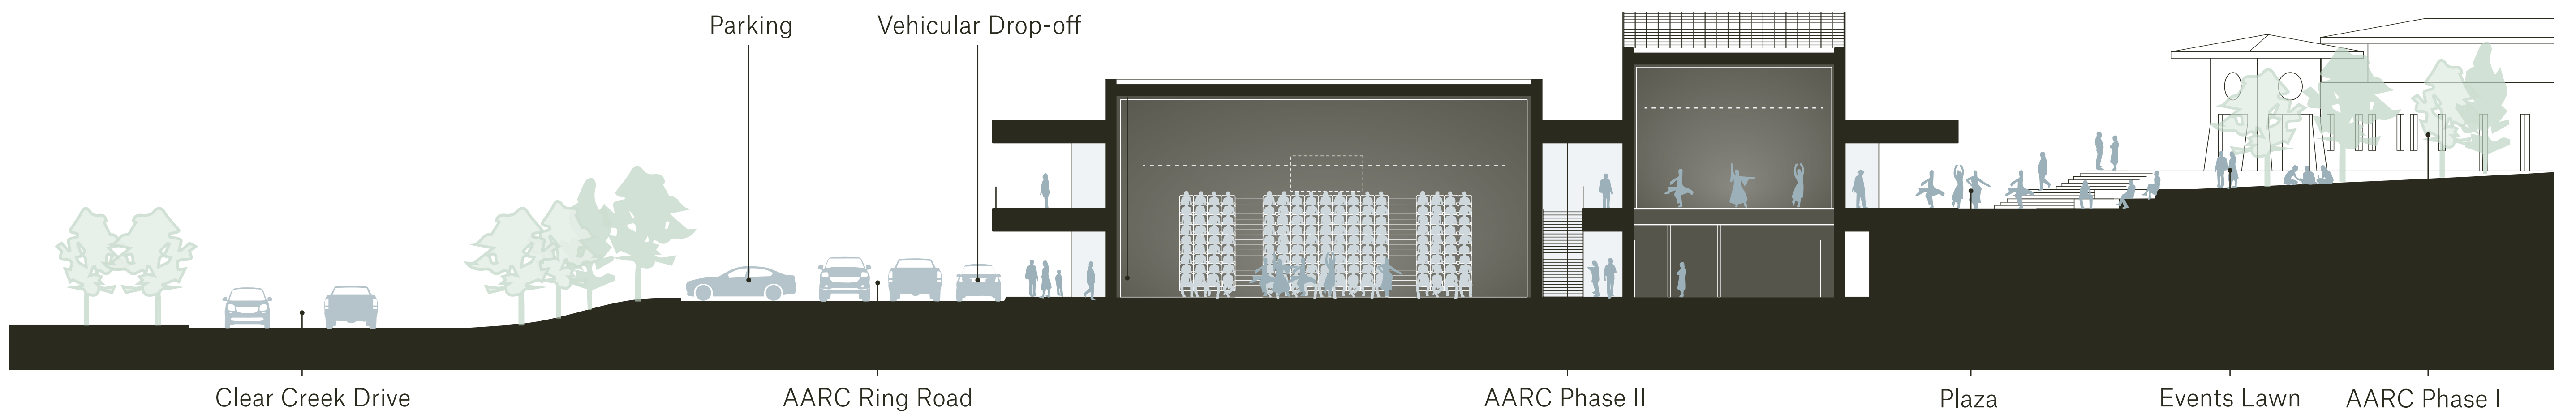 Parking
Vehicular Drop-off
Clear Creek Drive
AARC Ring Road
AARC Phase II
Plaza
Events Lawn
AARC Phase I